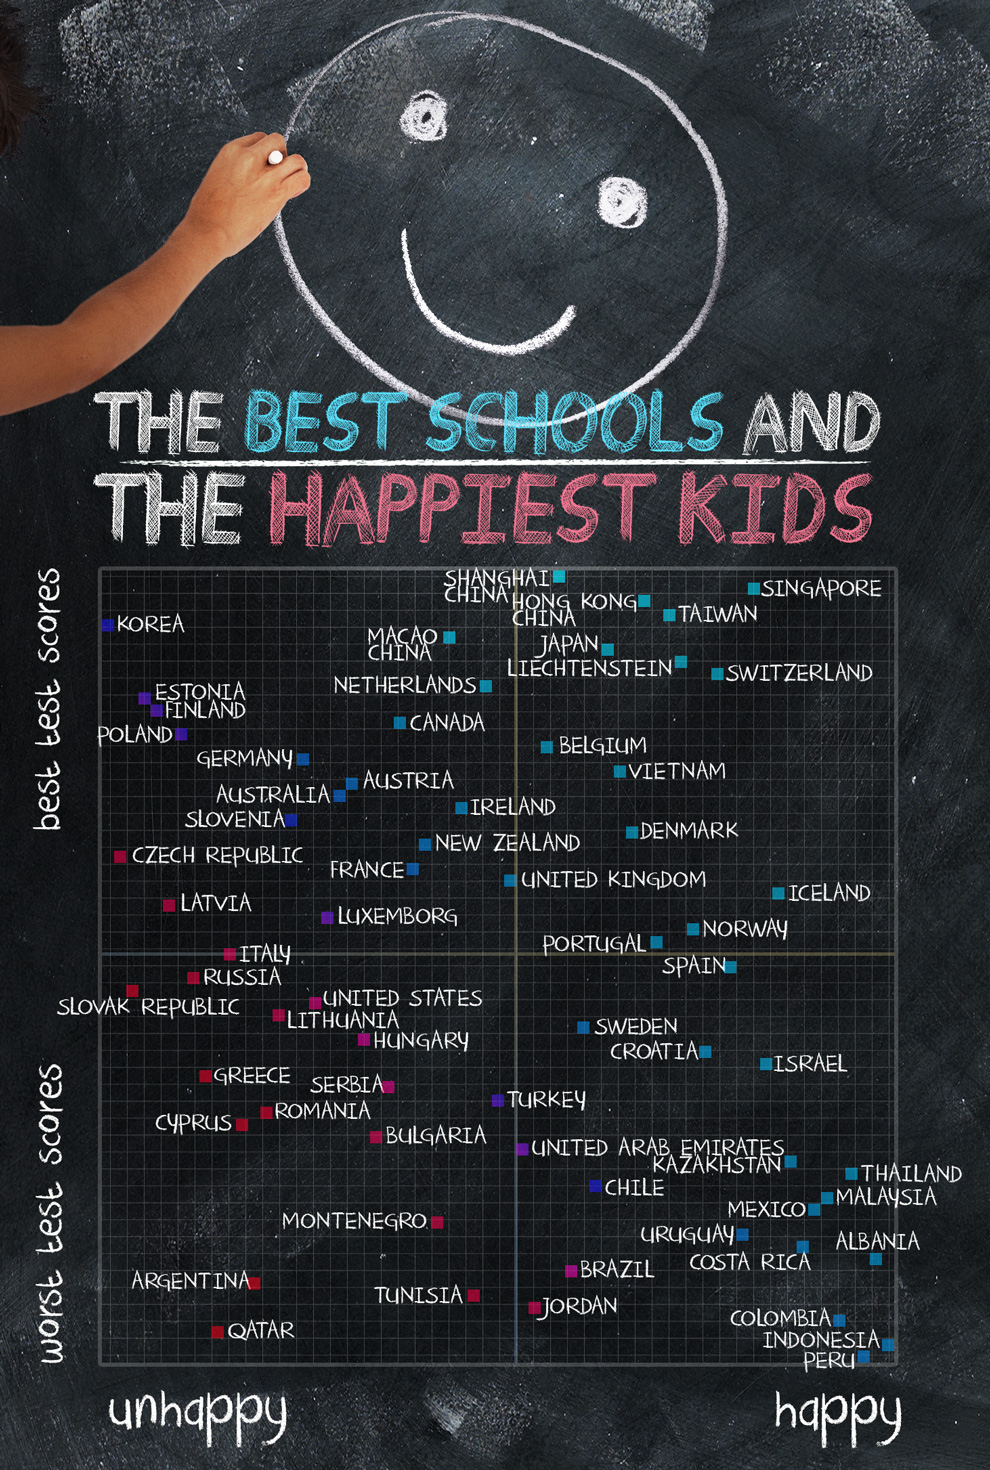 THE BEST SCHOOLS AND
THE HAPPIEST KIDS
best test scores
worst test scores
SHANGHAI
CHINA
SINGAPORE
HONG KONG
CHINA
TAIWAN
KOREA
MACAO
CHINA
JAPAN
LIECHTENSTEIN
SWITZERLAND
NETHERLANDS
ESTONIA
FINLAND
CANADA
POLAND
BELGIUM
GERMANY
VIETNAM
AUSTRIA
AUSTRALIA
IRELAND
SLOVENIA
DENMARK
NEW ZEALAND
CZECH REPUBLIC
FRANCE
UNITED KINGDOM
ICELAND
LATVIA
LUXEMBORG
NORWAY
PORTUGAL
ITALY
SPAIN
RUSSIA
SLOVAK REPUBLIC
UNITED STATES
LITHUANIA
SWEDEN
HUNGARY
CROATIA
ISRAEL
GREECE
SERBIA
TURKEY
ROMANIA
CYPRUS
BULGARIA
UNITED ARAB EMIRATES
KAZAKHSTAN
THAILAND
CHILE
MALAYSIA
MEXICO
MONTENEGRO
URUGUAY
ALBANIA
COSTA RICA
BRAZIL
ARGENTINA
TUNISIA
JORDAN
COLOMBIA
QATAR
INDONESIA
PERU
unhappy
happy